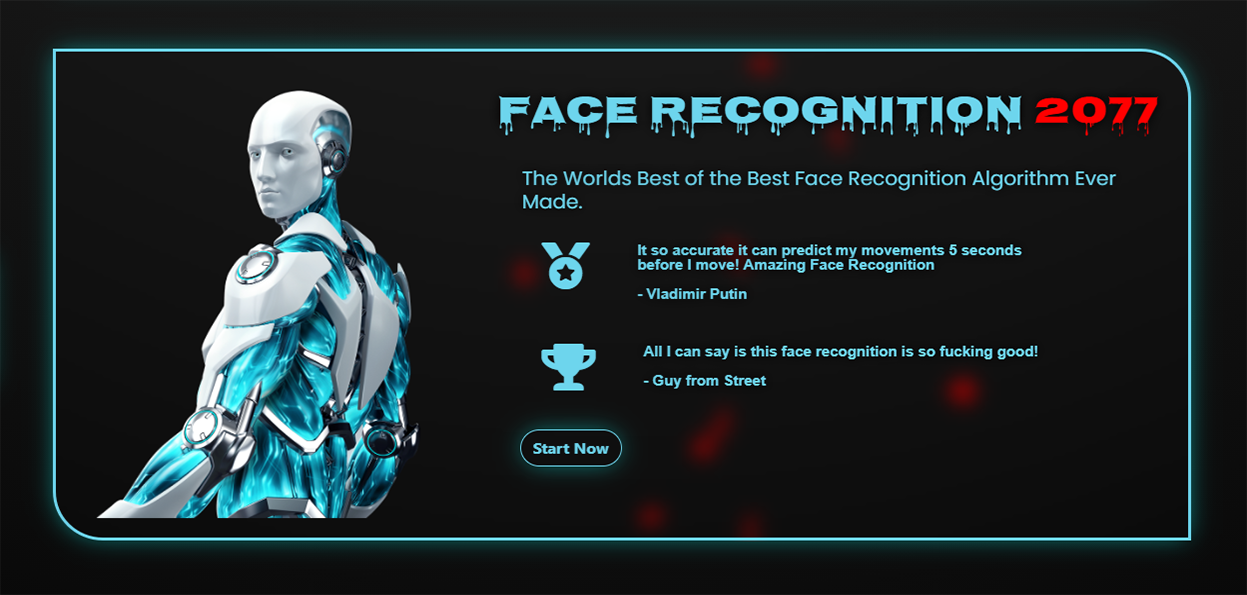 FACE RECOGNITION 2077
The Worlds Best of the Best Face Recognition Algorithm Ever
Made.
It so accurate it can predict my movements 5 seconds
before I move! Amazing Face Recognition
- Vladimir Putin
All I can say is this face recognition is so fucking good!
- Guy from Street
Start Now